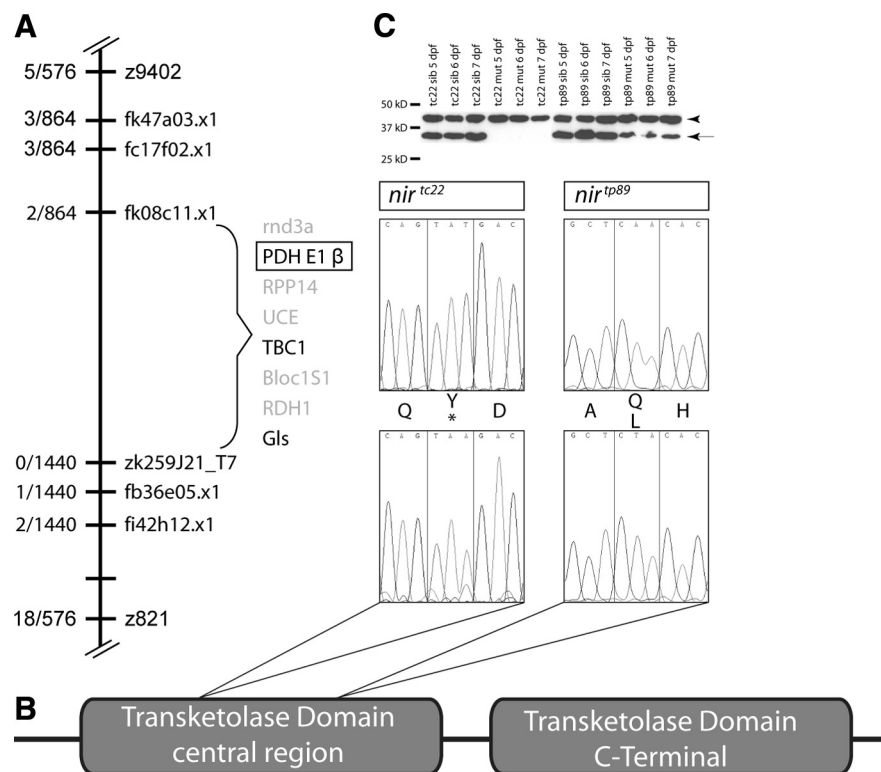 A
5/576 z9402
3/864 fk47a03.x1
3/864 fc17f02.x1
2/864 fk08c11.x1
rnd3a
PDH E1 β
RPP14
UCE
TBC1
Bloc1S1
RDH1
Gls
0/1440 zk259J21_T7
1/1440 fb36e05.x1
2/1440 fi42h12.x1
18/576 z821
C
tc22 sib 5 dpf
tc22 sib 6 dpf
tc22 sib 7 dpf
tc22 mut 5 dpf
tc22 mut 6 dpf
tc22 mut 7 dpf
tp89 sib 5 dpf
tp89 sib 6 dpf
tp89 sib 7 dpf
tp89 mut 5 dpf
tp89 mut 6 dpf
tp89 mut 7 dpf
50 kD
37 kD
25 kD
nir tc22
C A G T A T G A C
Q Y D
*
C A G T A A G A C
nir tp89
G C T C A A C A C
A Q H
L
G C T C T A C A C
B
Transketolase Domain
central region
Transketolase Domain
C-Terminal